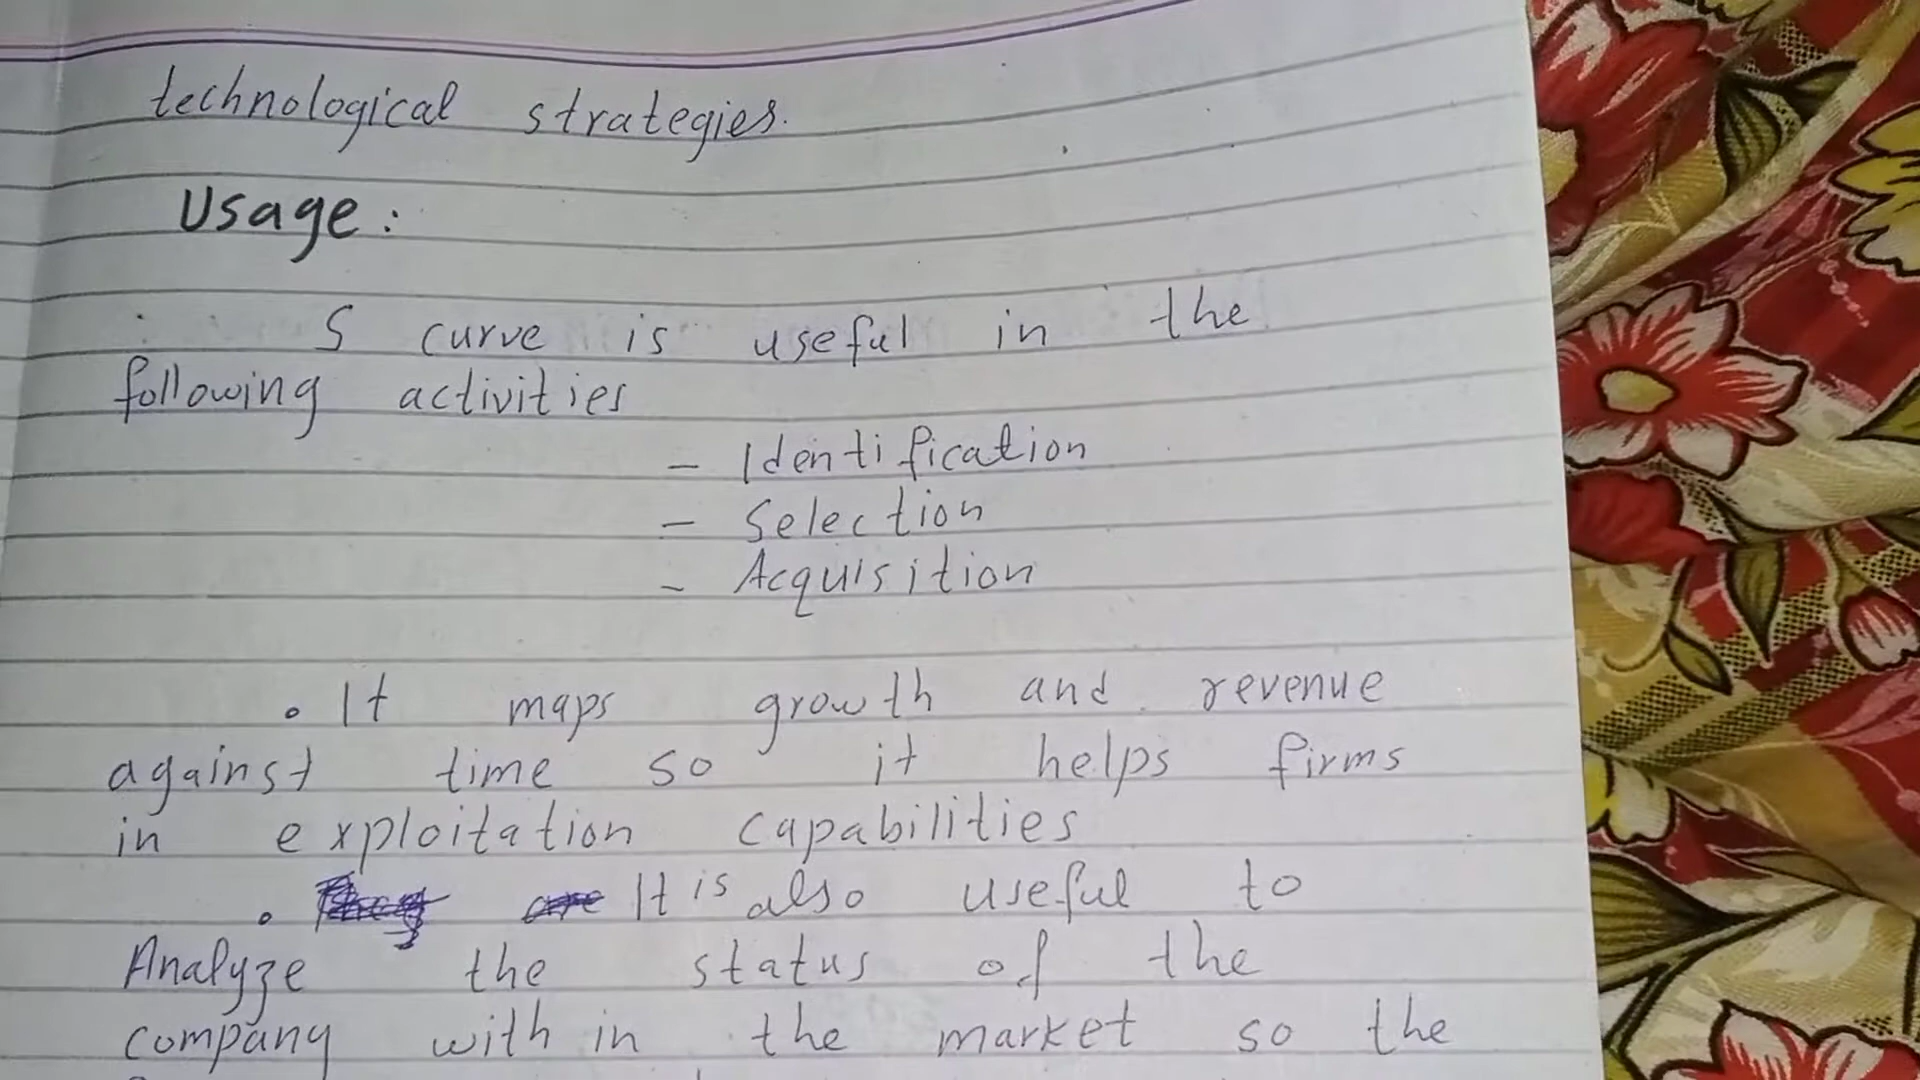 technological strategies.
Usage:
S curve is useful in the
following activities
- Identification
- Selection
- Acquisition
• It maps growth and revenue
against time so it helps firms
in exploitation capabilities
• It is also useful to
Analyze the status of the
company with in the market so the